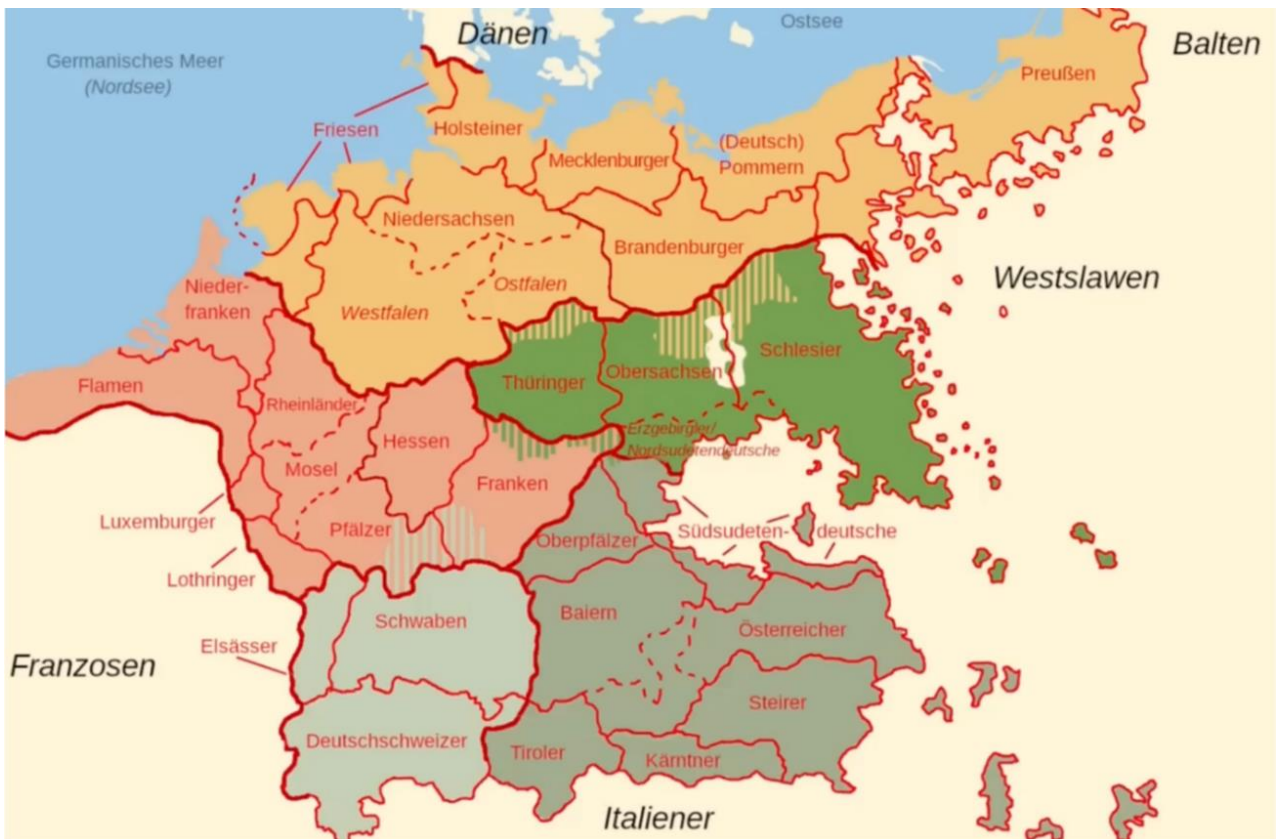 Dänen
Ostsee
Balten
Germanisches Meer
(Nordsee)
Preußen
Friesen
Holsteiner
Mecklenburger
(Deutsch)
Pommern
Niedersachsen
Brandenburger
Westslawen
Nieder-
franken
Ostfalen
Westfalen
Schlesier
Thüringer
Obersachsen
Flamen
Rheinländer
Erzgebirgler/
Nordsudetendeutsche
Hessen
Mosel
Franken
Luxemburger
Pfälzer
Südsudeten-
deutsche
Oberpfälzer
Lothringer
Schwaben
Baiern
Österreicher
Elsässer
Franzosen
Steirer
Deutschschweizer
Tiroler
Kärntner
Italiener